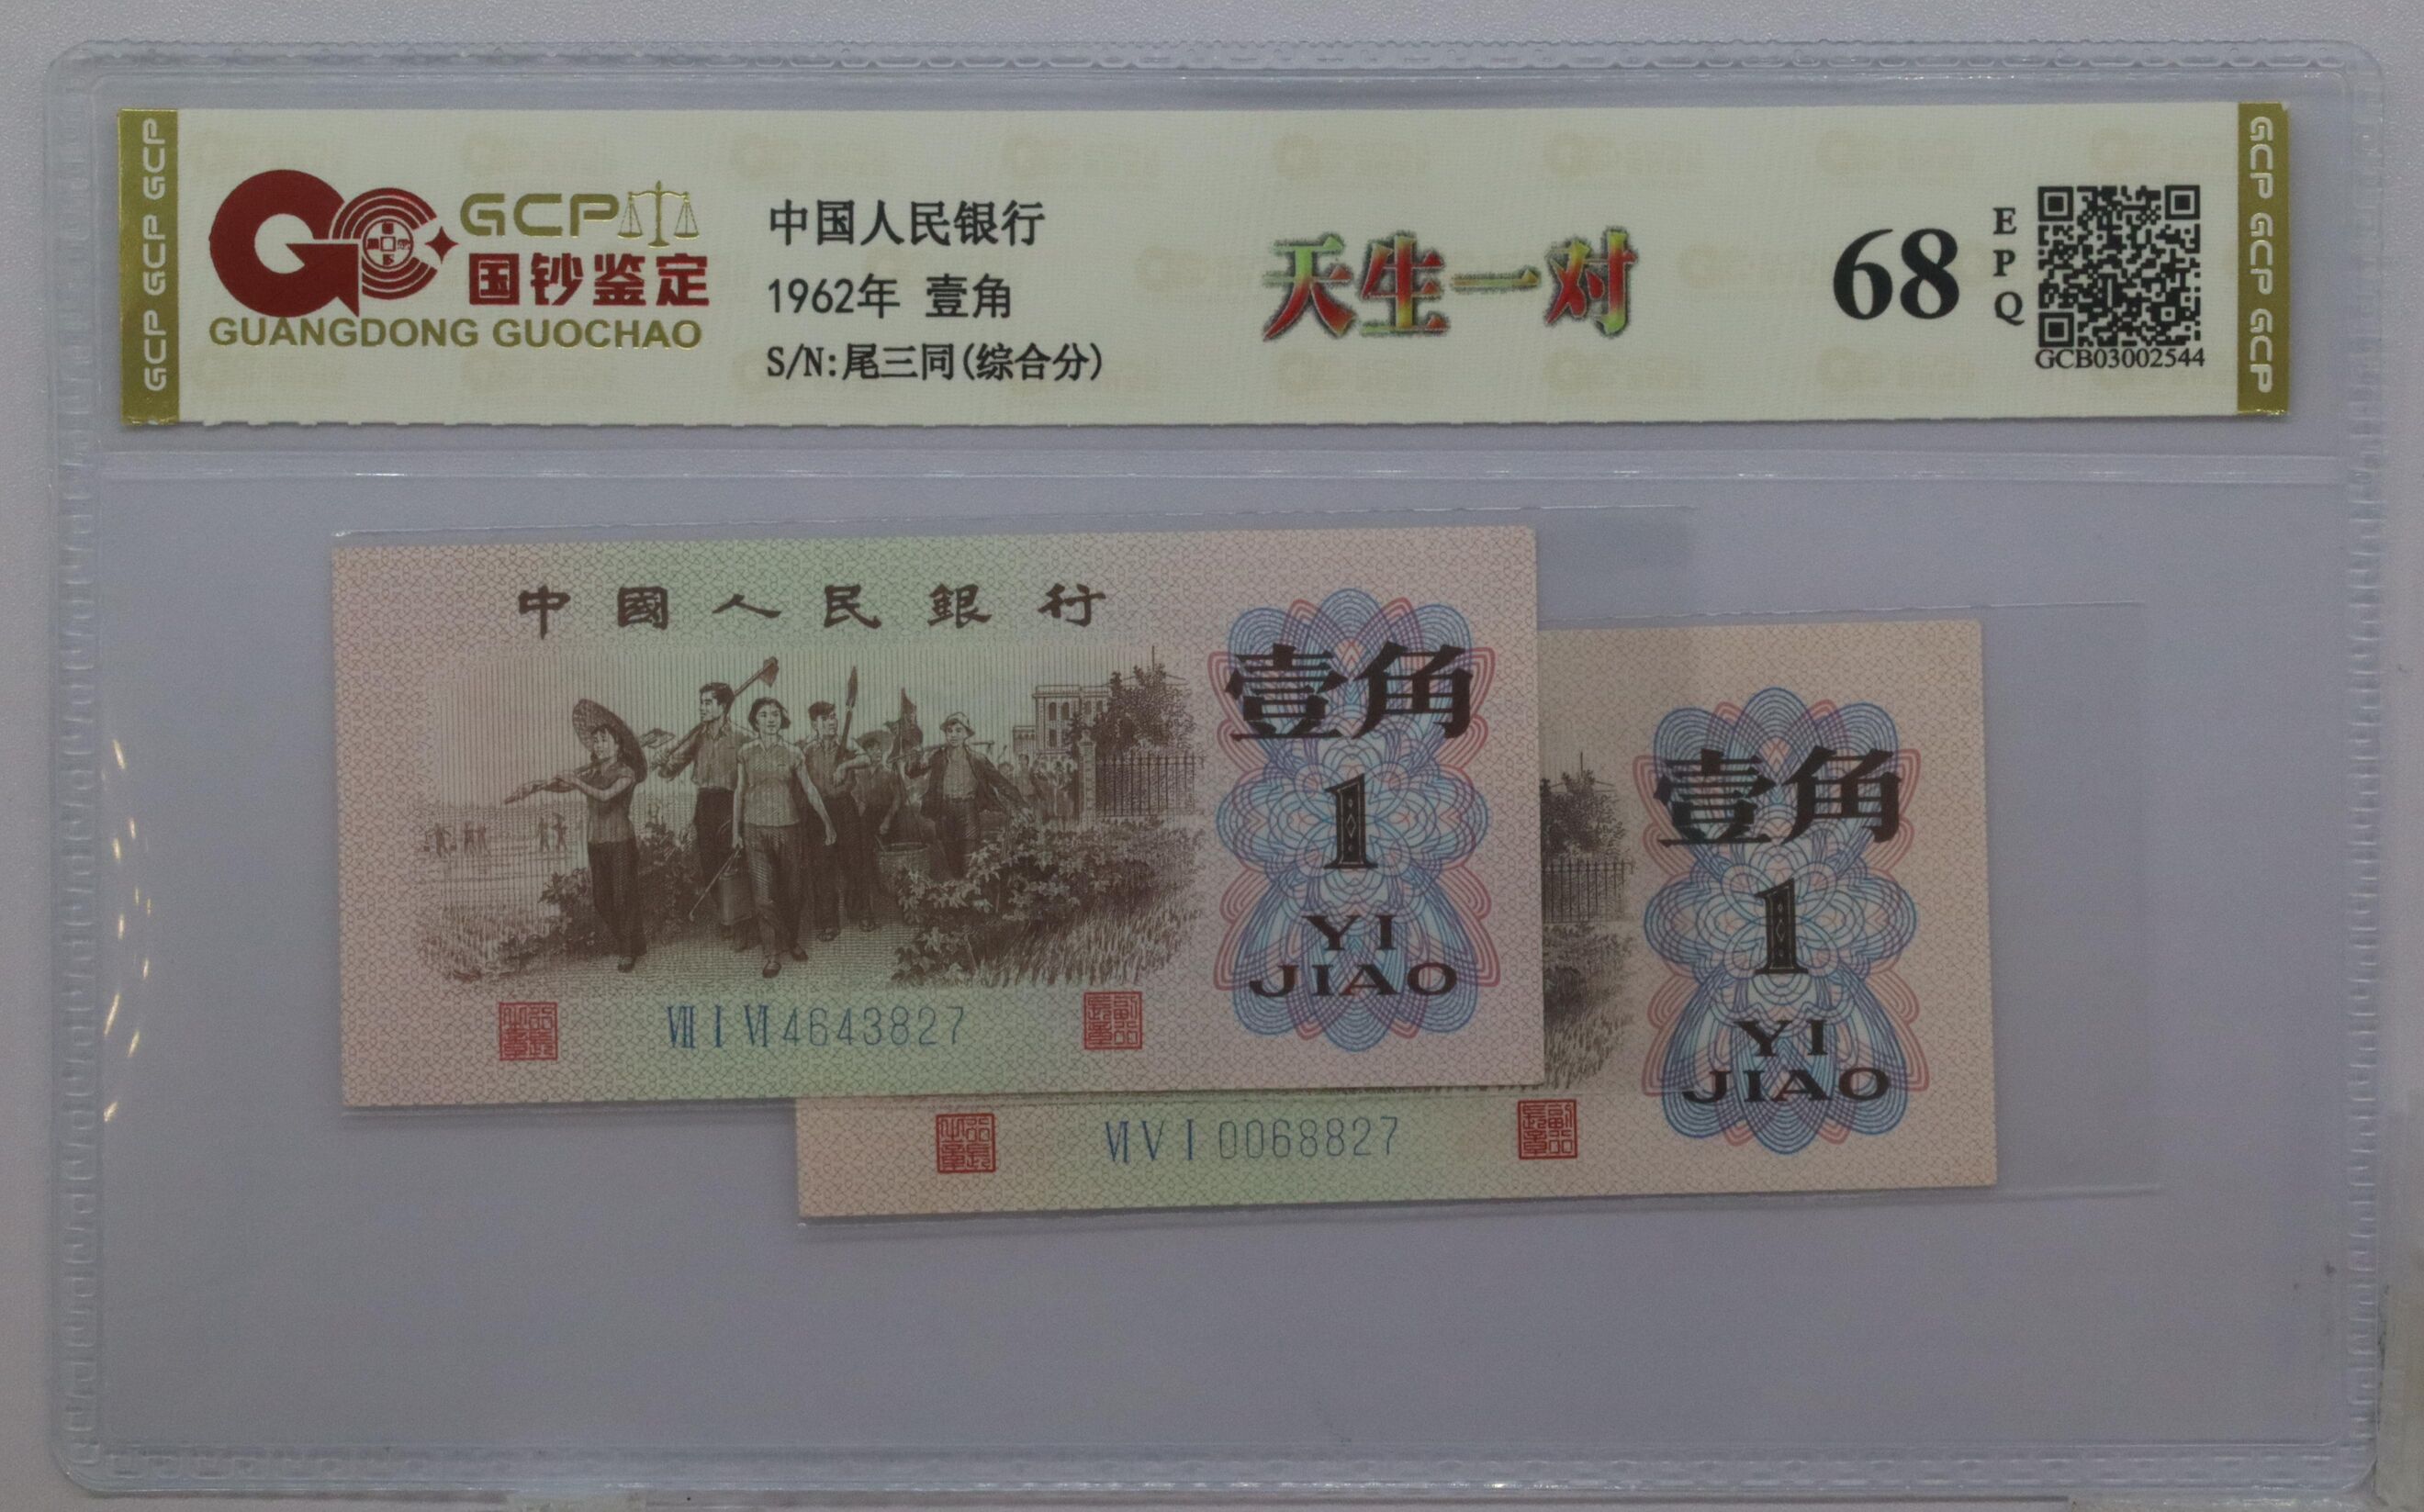 GCP GCP GCP
GCP
国钞鉴定
GUANGDONG GUOCHAO
中国人民银行
1962年 壹角
S/N:尾三同(综合分)
天生一对
68
EPQ
GCB03002544
GCP GCP GCP
中國人民銀行
壹角
1
YI
JIAO
VII I VI 4643827
壹角
1
YI
JIAO
VI V I 0068827